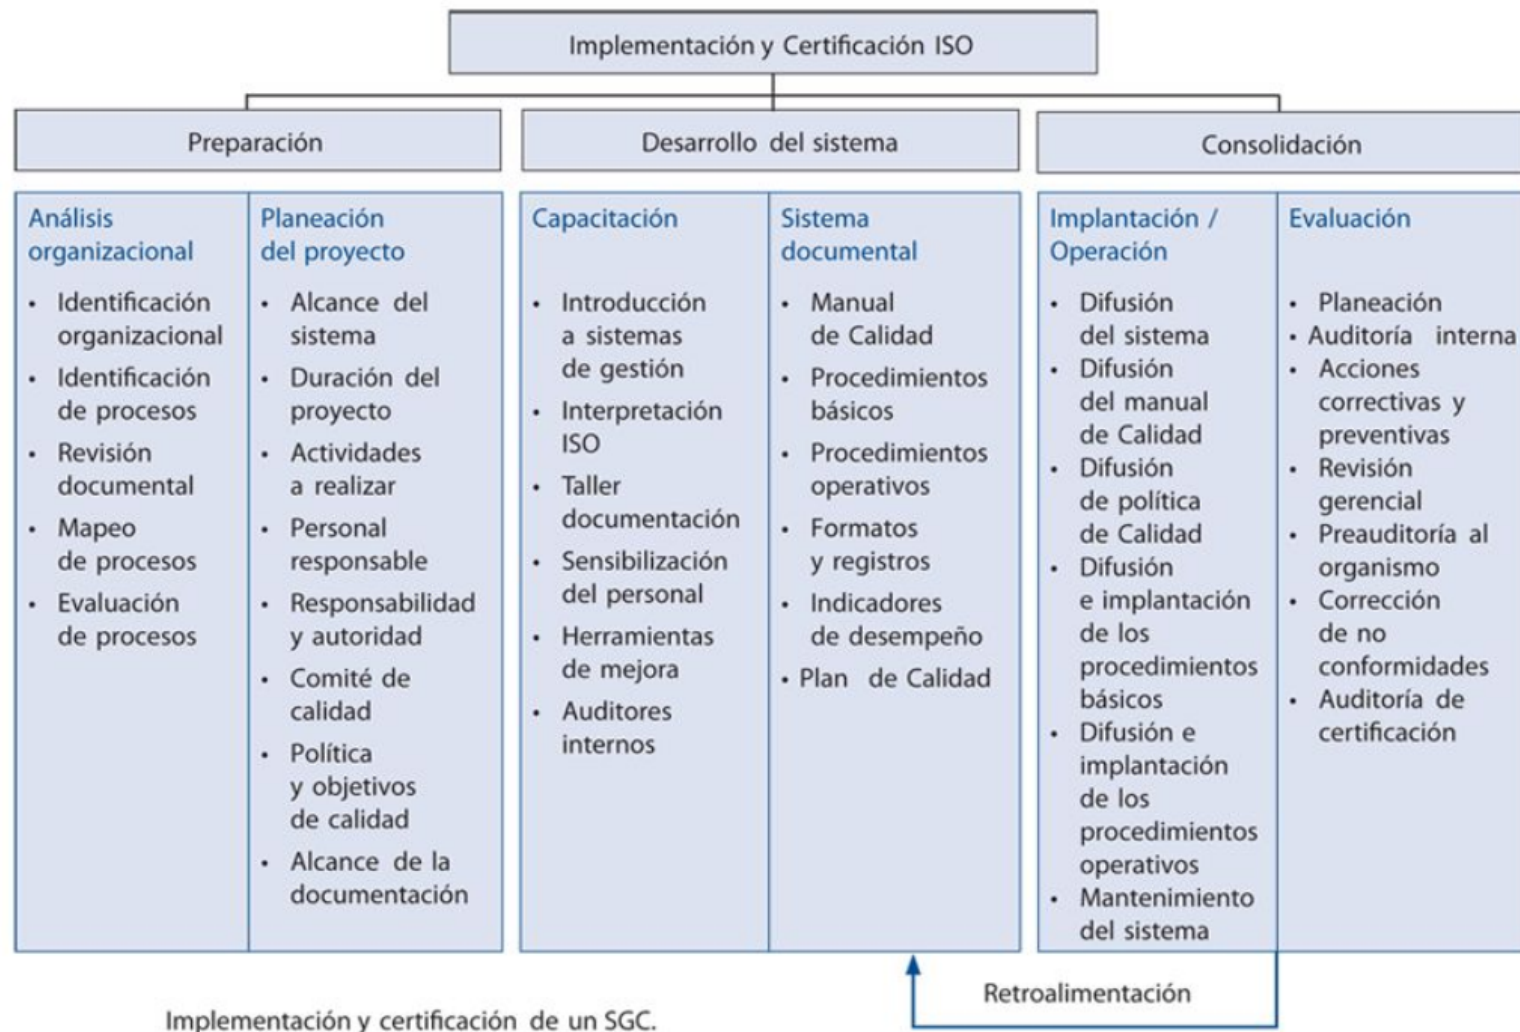 Implementación y Certificación ISO
Preparación
Análisis
organizacional
• Identificación
organizacional
• Identificación
de procesos
• Revisión
documental
• Mapeo
de procesos
• Evaluación
de procesos
Planeación
del proyecto
• Alcance del
sistema
• Duración del
proyecto
• Actividades
a realizar
• Personal
responsable
• Responsabilidad
y autoridad
• Comité de
calidad
• Política
y objetivos
de calidad
• Alcance de la
documentación
Desarrollo del sistema
Capacitación
• Introducción
a sistemas
de gestión
• Interpretación
ISO
• Taller
documentación
• Sensibilización
del personal
• Herramientas
de mejora
• Auditores
internos
Sistema
documental
• Manual
de Calidad
• Procedimientos
básicos
• Procedimientos
operativos
• Formatos
y registros
• Indicadores
de desempeño
• Plan de Calidad
Consolidación
Implantación /
Operación
• Difusión
del sistema
• Difusión
del manual
de Calidad
• Difusión
de política
de Calidad
• Difusión
e implantación
de los
procedimientos
básicos
• Difusión e
implantación
de los
procedimientos
operativos
• Mantenimiento
del sistema
Evaluación
• Planeación
• Auditoría interna
• Acciones
correctivas y
preventivas
• Revisión
gerencial
• Preauditoría al
organismo
• Corrección
de no
conformidades
• Auditoría de
certificación
Retroalimentación
Implementación y certificación de un SGC.